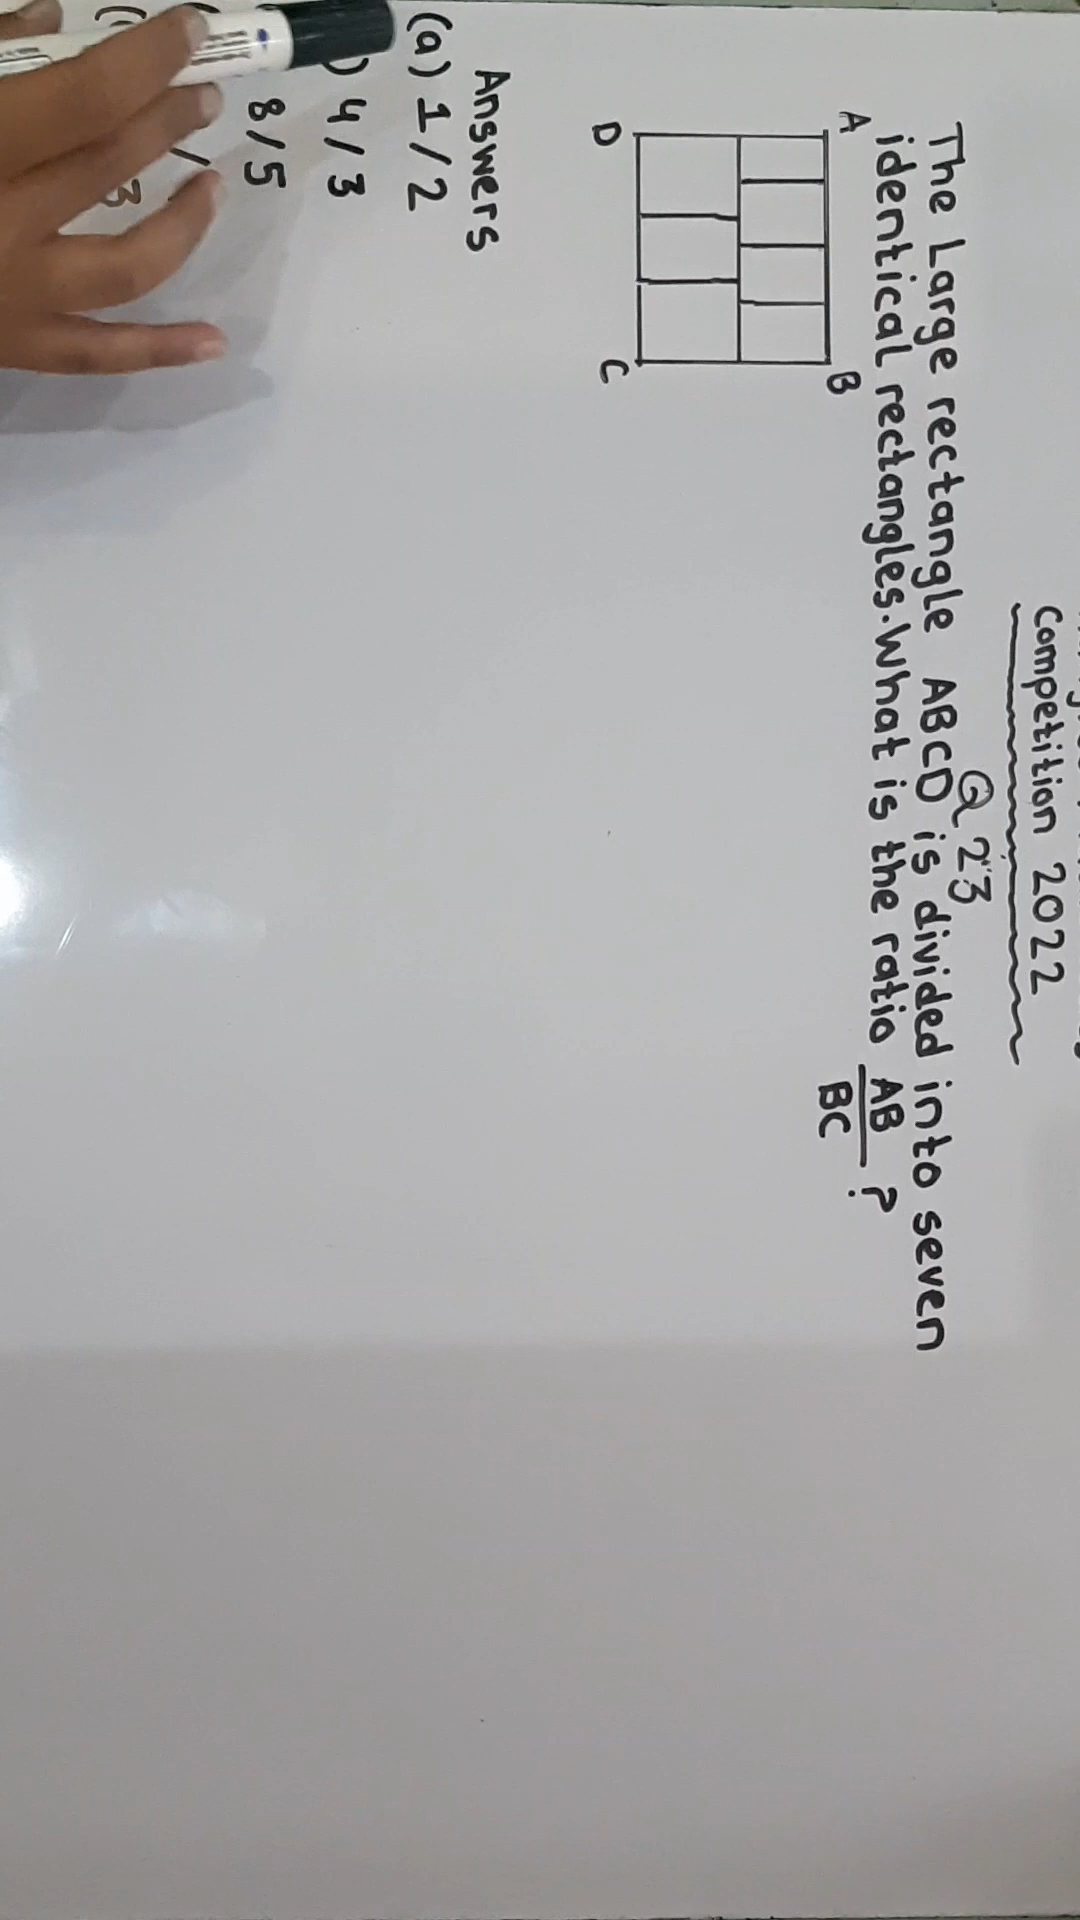 Competition 2022
Q 23
The Large rectangle ABCD is divided into seven
identical rectangles. What is the ratio AB
BC ?
A B
D C
Answers
(a) 1/2
) 4/3
8/5
/
3